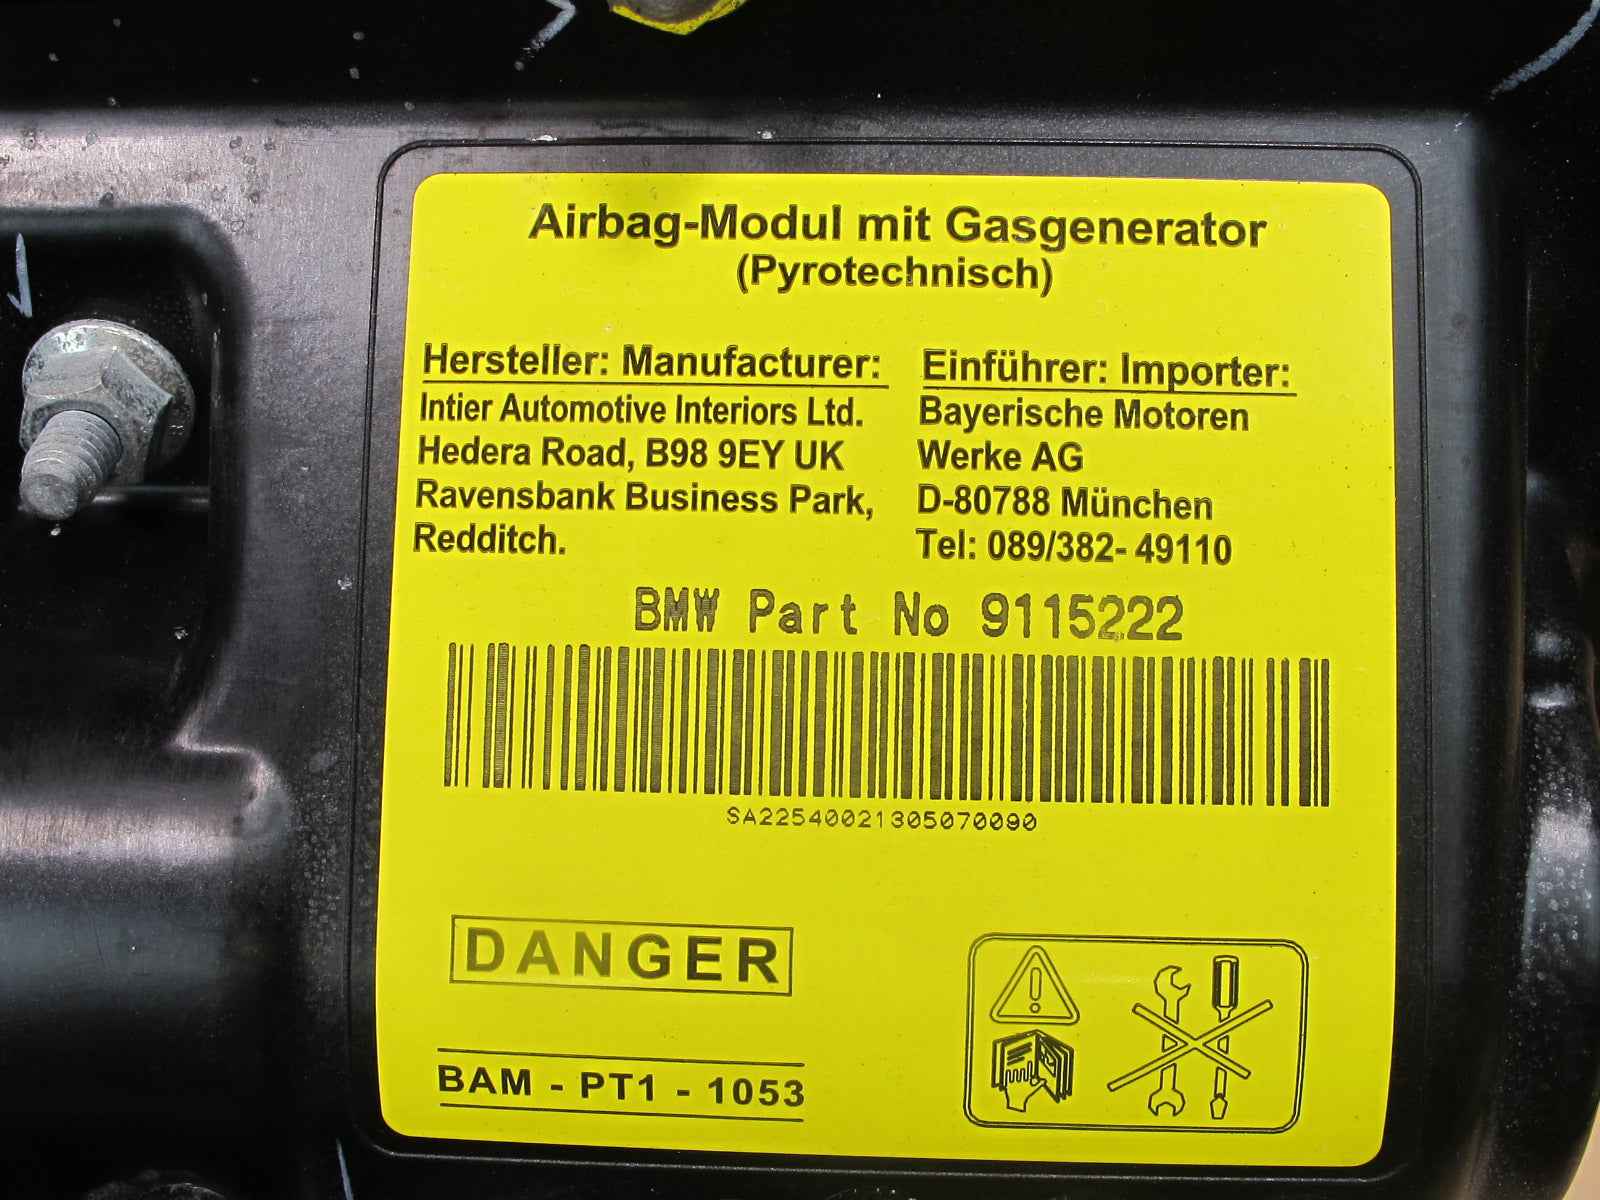 Airbag-Modul mit Gasgenerator
(Pyrotechnisch)
Hersteller: Manufacturer:
Intier Automotive Interiors Ltd.
Hedera Road, B98 9EY UK
Ravensbank Business Park,
Redditch.
Einführer: Importer:
Bayerische Motoren
Werke AG
D-80788 München
Tel: 089/382- 49110
BMW Part No 9115222
SA22540021305070090
DANGER
BAM - PT1 - 1053